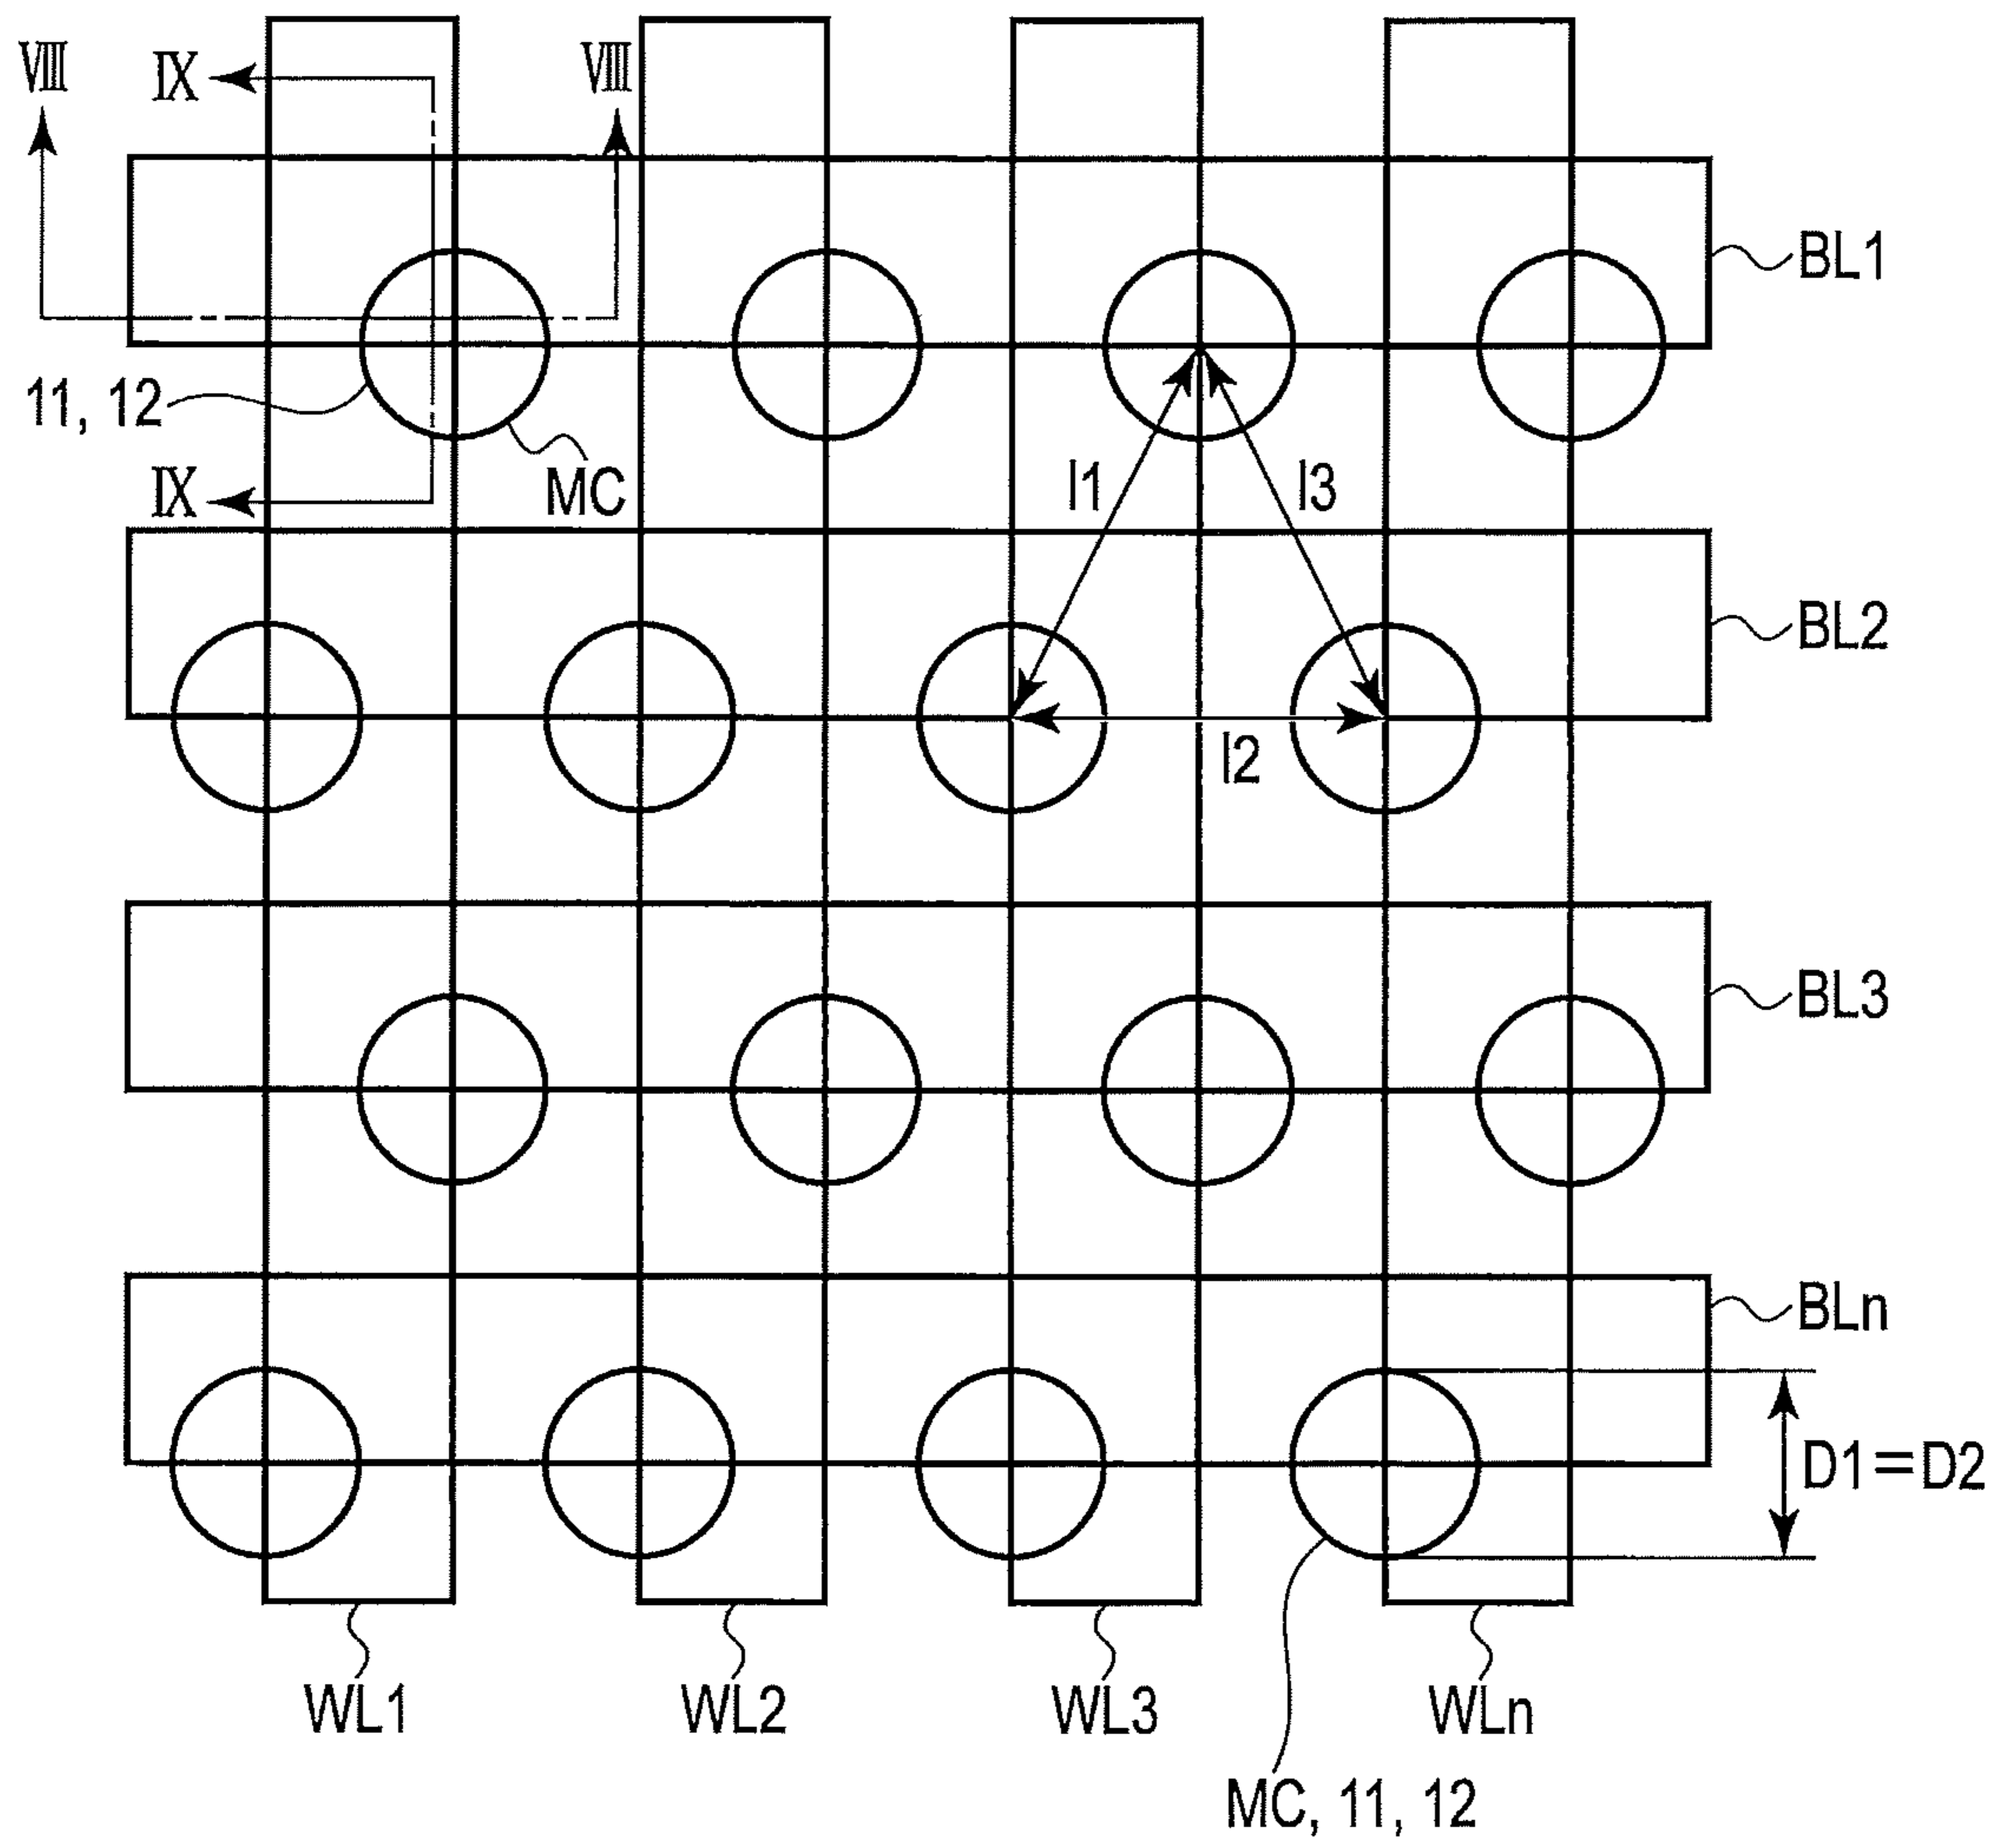 VIII
IX
VIII
BL1
11, 12
IX
MC
l1
l3
BL2
l2
BL3
BLn
D1=D2
WL1
WL2
WL3
WLn
MC, 11, 12